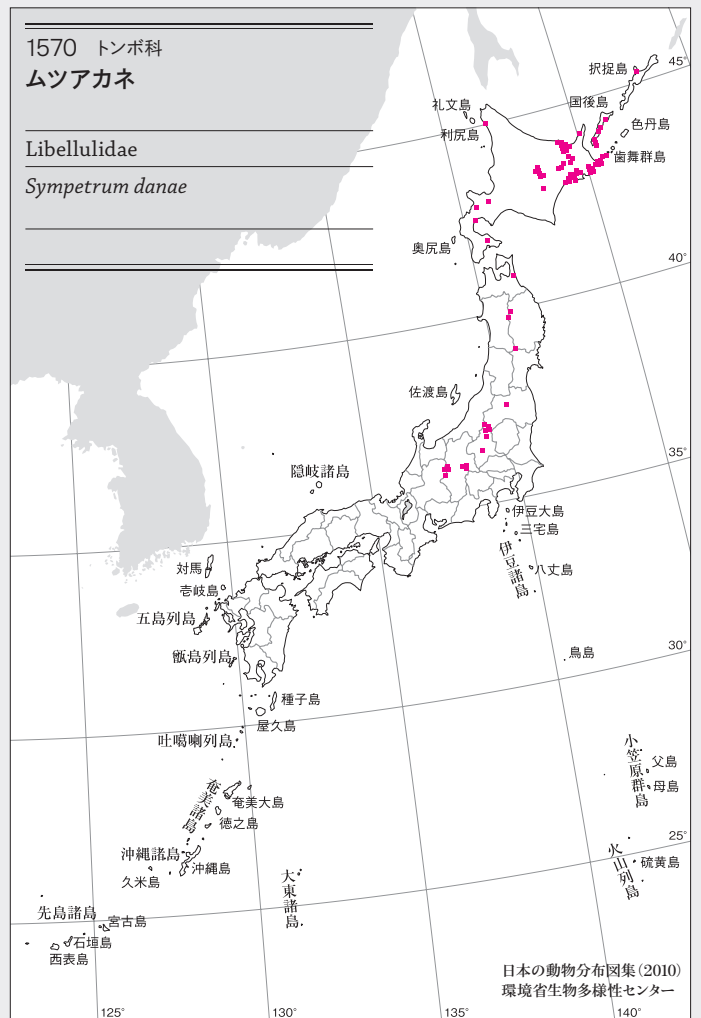 1570 トンボ科
ムツアカネ
Libellulidae
Sympetrum danae
45°
択捉島
国後島
色丹島
歯舞群島
礼文島
利尻島
奥尻島
40°
佐渡島
35°
隠岐諸島
伊豆大島
三宅島
八丈島
伊豆諸島
対馬
壱岐島
五島列島
甑島列島
鳥島
30°
種子島
屋久島
吐噶喇列島
小笠原群島
父島
母島
奄美諸島
奄美大島
徳之島
25°
沖縄諸島
沖縄島
久米島
大東諸島
火山列島
硫黄島
先島諸島
宮古島
石垣島
西表島
日本の動物分布図集(2010)
環境省生物多様性センター
125°
130°
135°
140°